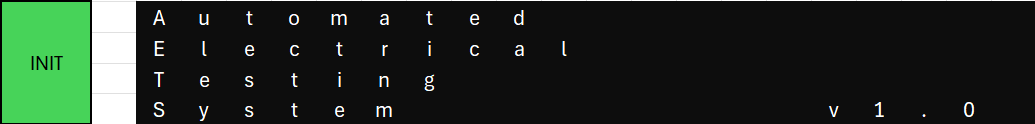 INIT
Automated
Electrical
Testing
System v1.0